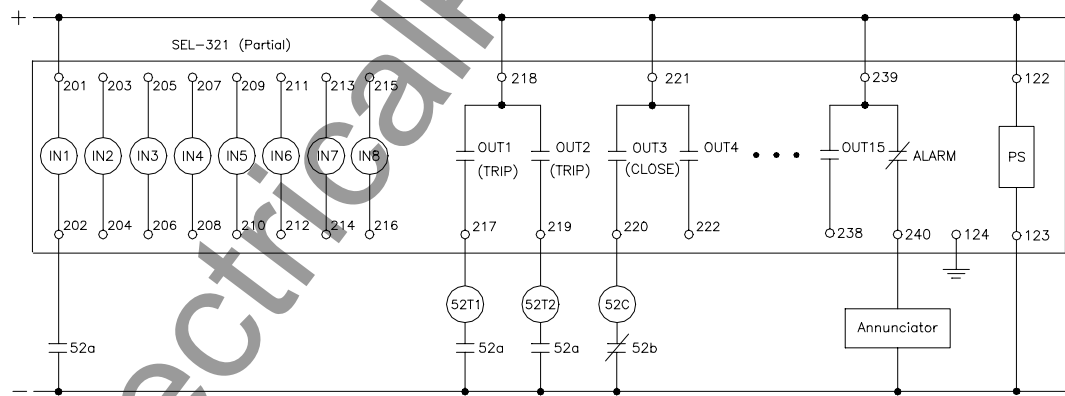 +
SEL-321 (Partial)
201 203 205 207 209 211 213 215 218 221 239 122
IN1 IN2 IN3 IN4 IN5 IN6 IN7 IN8
OUT1 (TRIP)
OUT2 (TRIP)
OUT3 (CLOSE)
OUT4
• • •
OUT15
ALARM
PS
202 204 206 208 210 212 214 216 217 219 220 222 238 240 124 123
52T1 52T2 52C
Annunciator
52a 52a 52a 52b
−
ectricalP